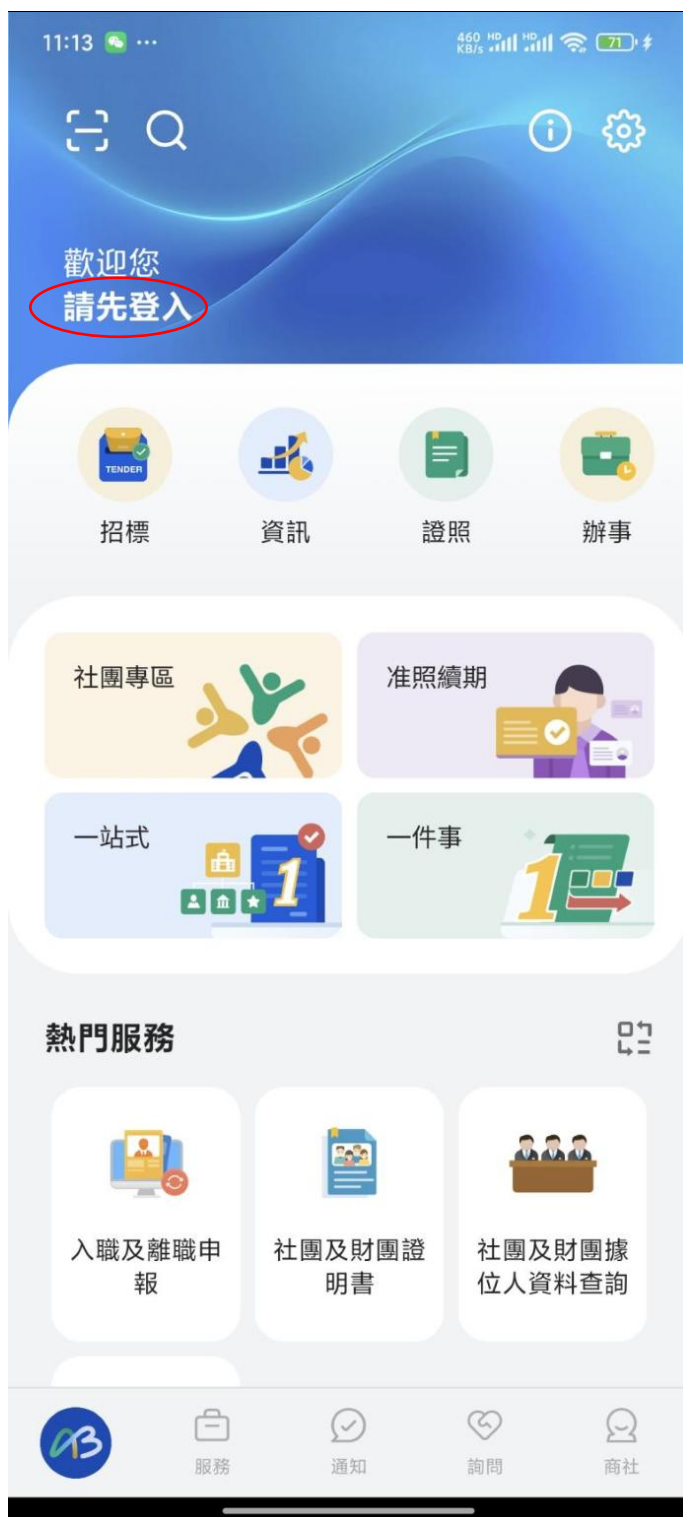 11:13 ... 460 KB/s HD HD 71
歡迎您
請先登入
TENDER
招標 資訊 證照 辦事
社團專區 准照續期
一站式 一件事
1 1
熱門服務
入職及離職申報 社團及財團證明書 社團及財團據位人資料查詢
AB 服務 通知 詢問 商社